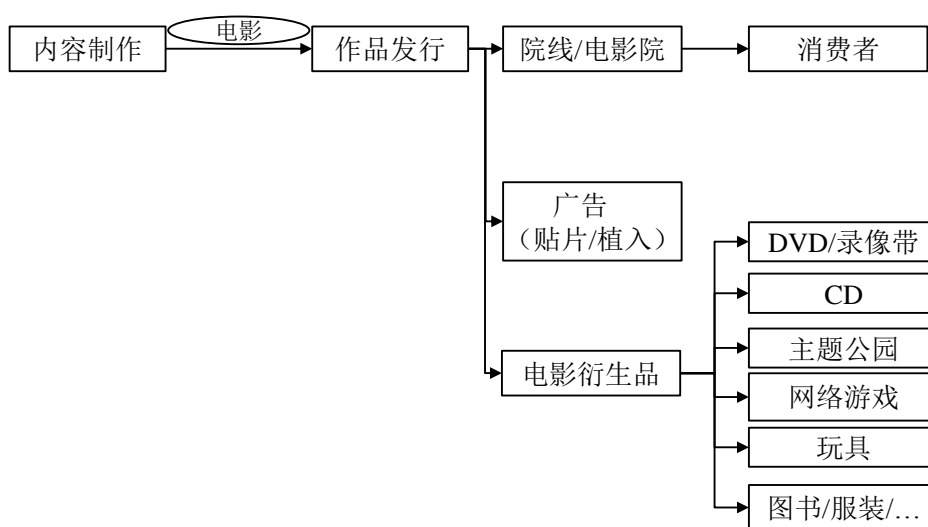 内容制作
电影
作品发行
院线/电影院
消费者
广告
（贴片/植入）
电影衍生品
DVD/录像带
CD
主题公园
网络游戏
玩具
图书/服装/…